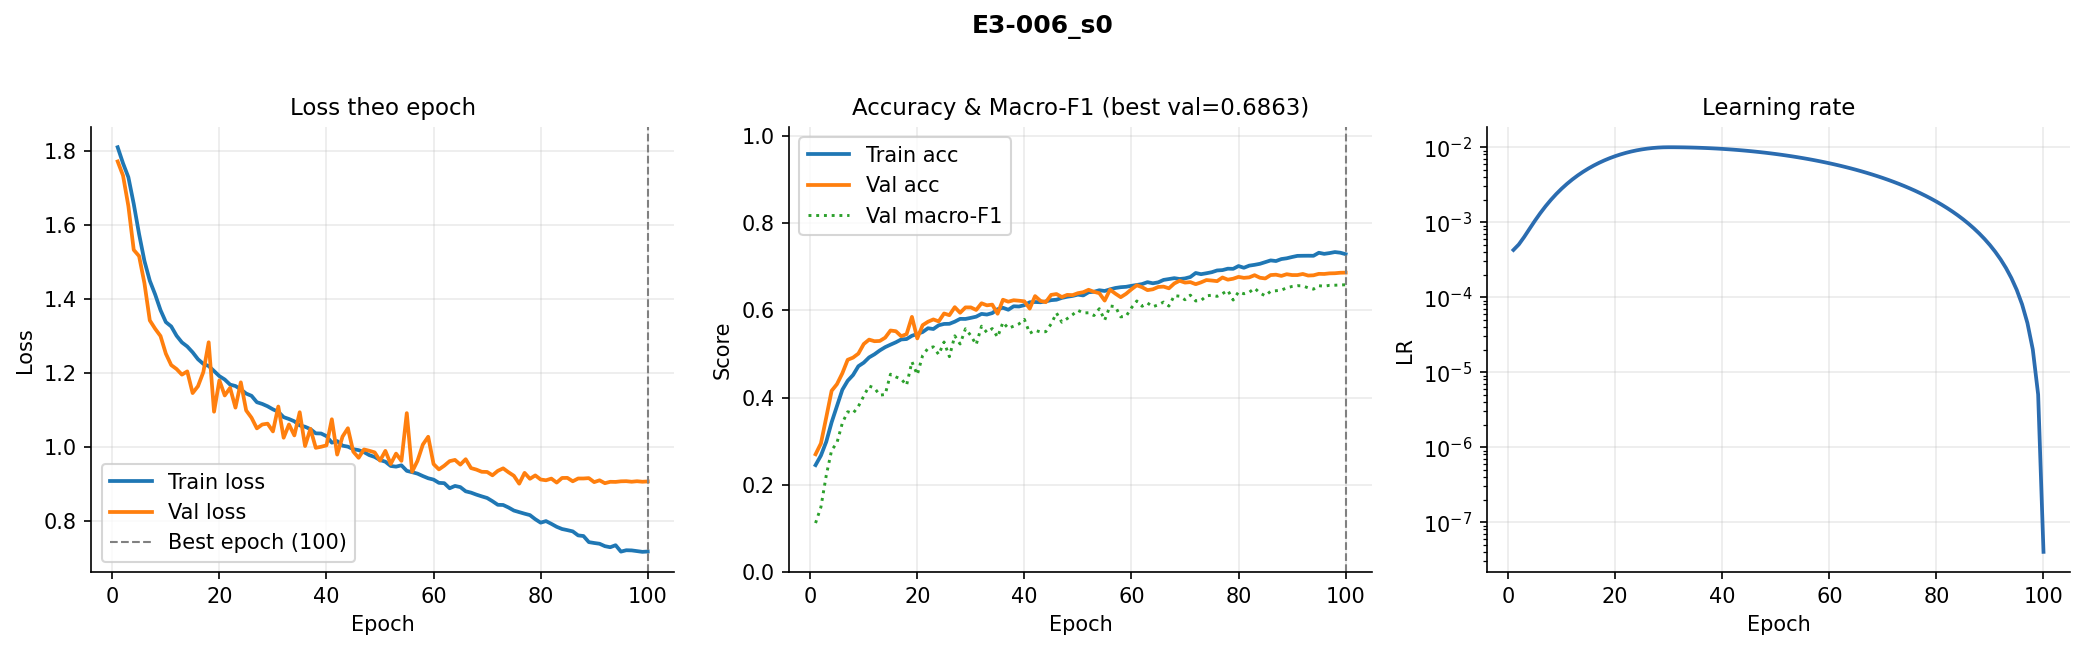 E3-006_s0
Loss theo epoch
Loss
1.8
1.6
1.4
1.2
1.0
0.8
Train loss
Val loss
Best epoch (100)
0 20 40 60 80 100
Epoch
Accuracy & Macro-F1 (best val=0.6863)
Score
1.0
0.8
0.6
0.4
0.2
0.0
Train acc
Val acc
Val macro-F1
0 20 40 60 80 100
Epoch
Learning rate
LR
10⁻²
10⁻³
10⁻⁴
10⁻⁵
10⁻⁶
10⁻⁷
0 20 40 60 80 100
Epoch